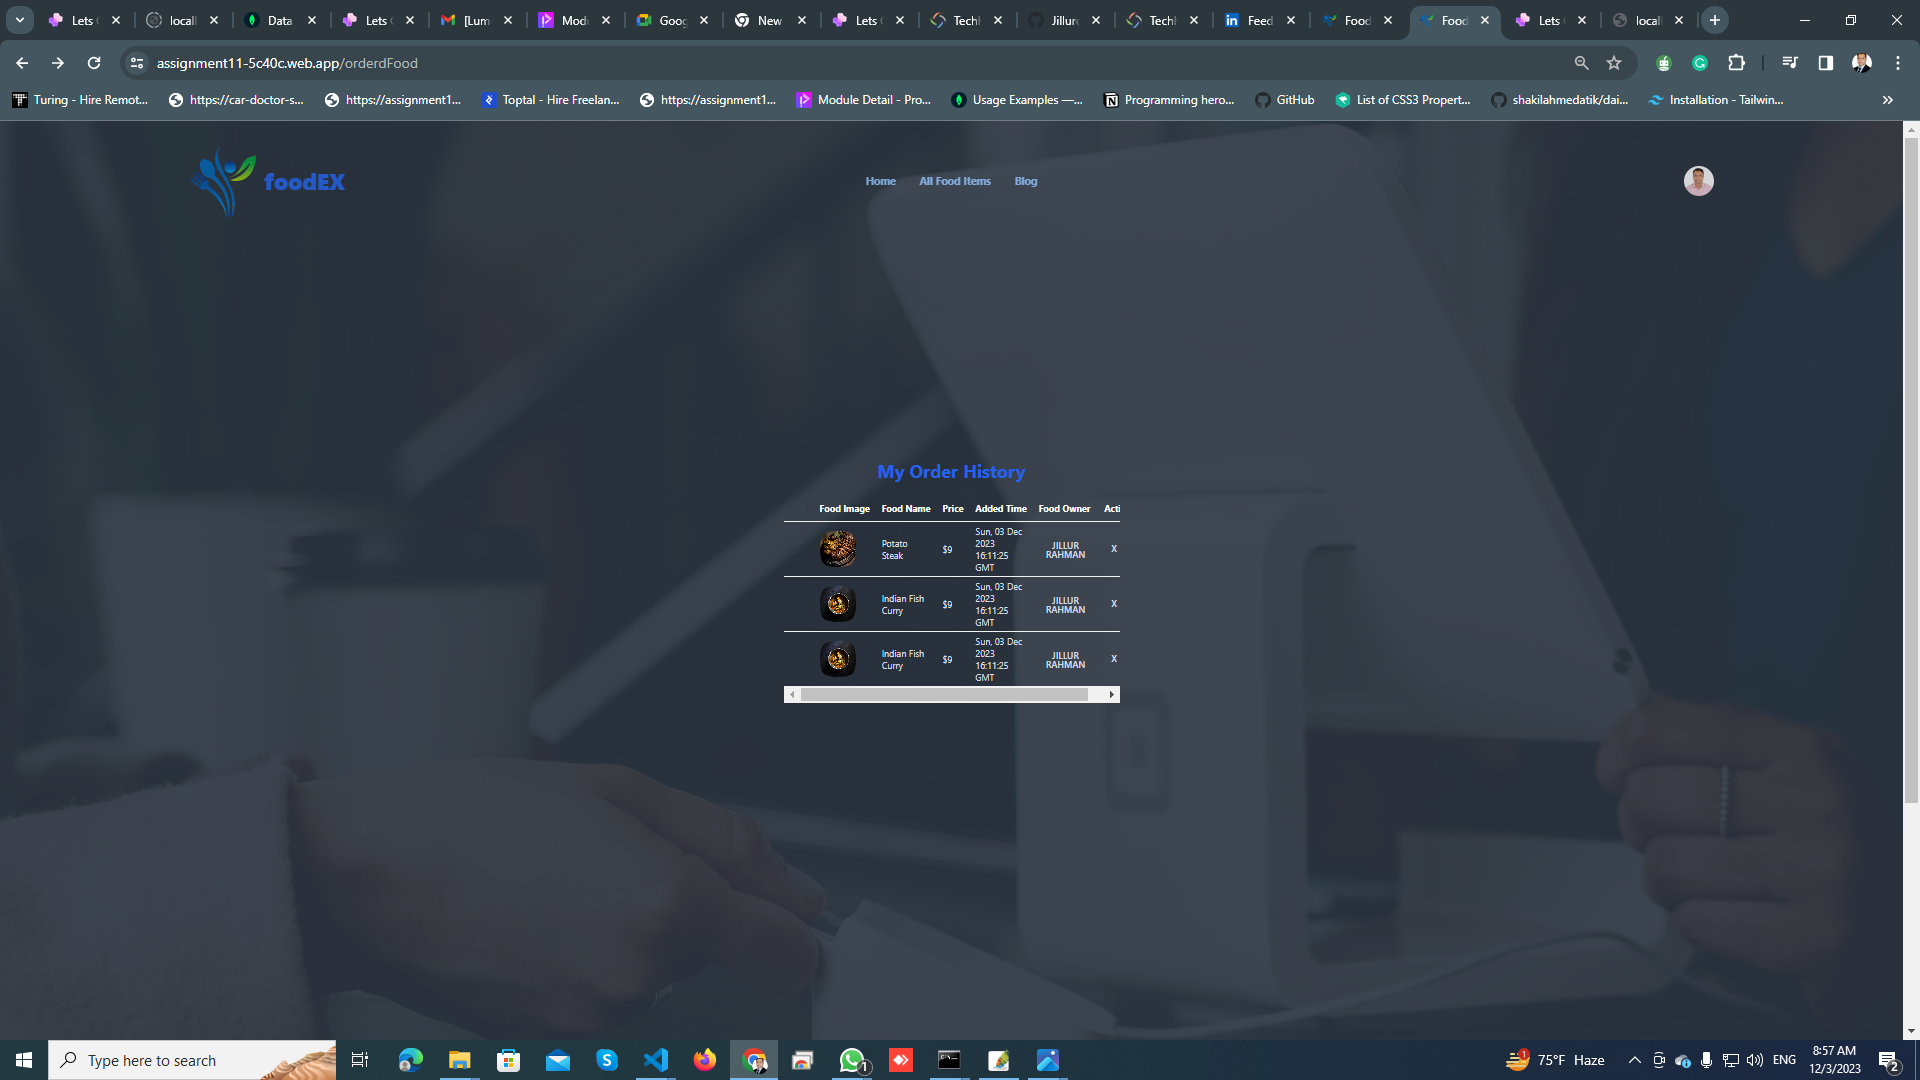 Lets
locall
Data
Lets
[Lum
Modu
Goog
New
Lets
Techl
Jillur
Techl
Feed
Food
Food
Lets
locall
assignment11-5c40c.web.app/orderdFood
Turing - Hire Remot...
https://car-doctor-s...
https://assignment1...
Toptal - Hire Freelan...
https://assignment1...
Module Detail - Pro...
Usage Examples —...
Programming hero...
GitHub
List of CSS3 Propert...
shakilahmedatik/dai...
Installation - Tailwin...
foodEX
Home
All Food Items
Blog
My Order History
Food Image Food Name Price Added Time Food Owner Acti
Potato
Steak
$9
Sun, 03 Dec
2023
16:11:25
GMT
JILLUR
RAHMAN
X
Indian Fish
Curry
$9
Sun, 03 Dec
2023
16:11:25
GMT
JILLUR
RAHMAN
X
Indian Fish
Curry
$9
Sun, 03 Dec
2023
16:11:25
GMT
JILLUR
RAHMAN
X
Type here to search
1
1
75°F Haze
ENG
8:57 AM
12/3/2023
2